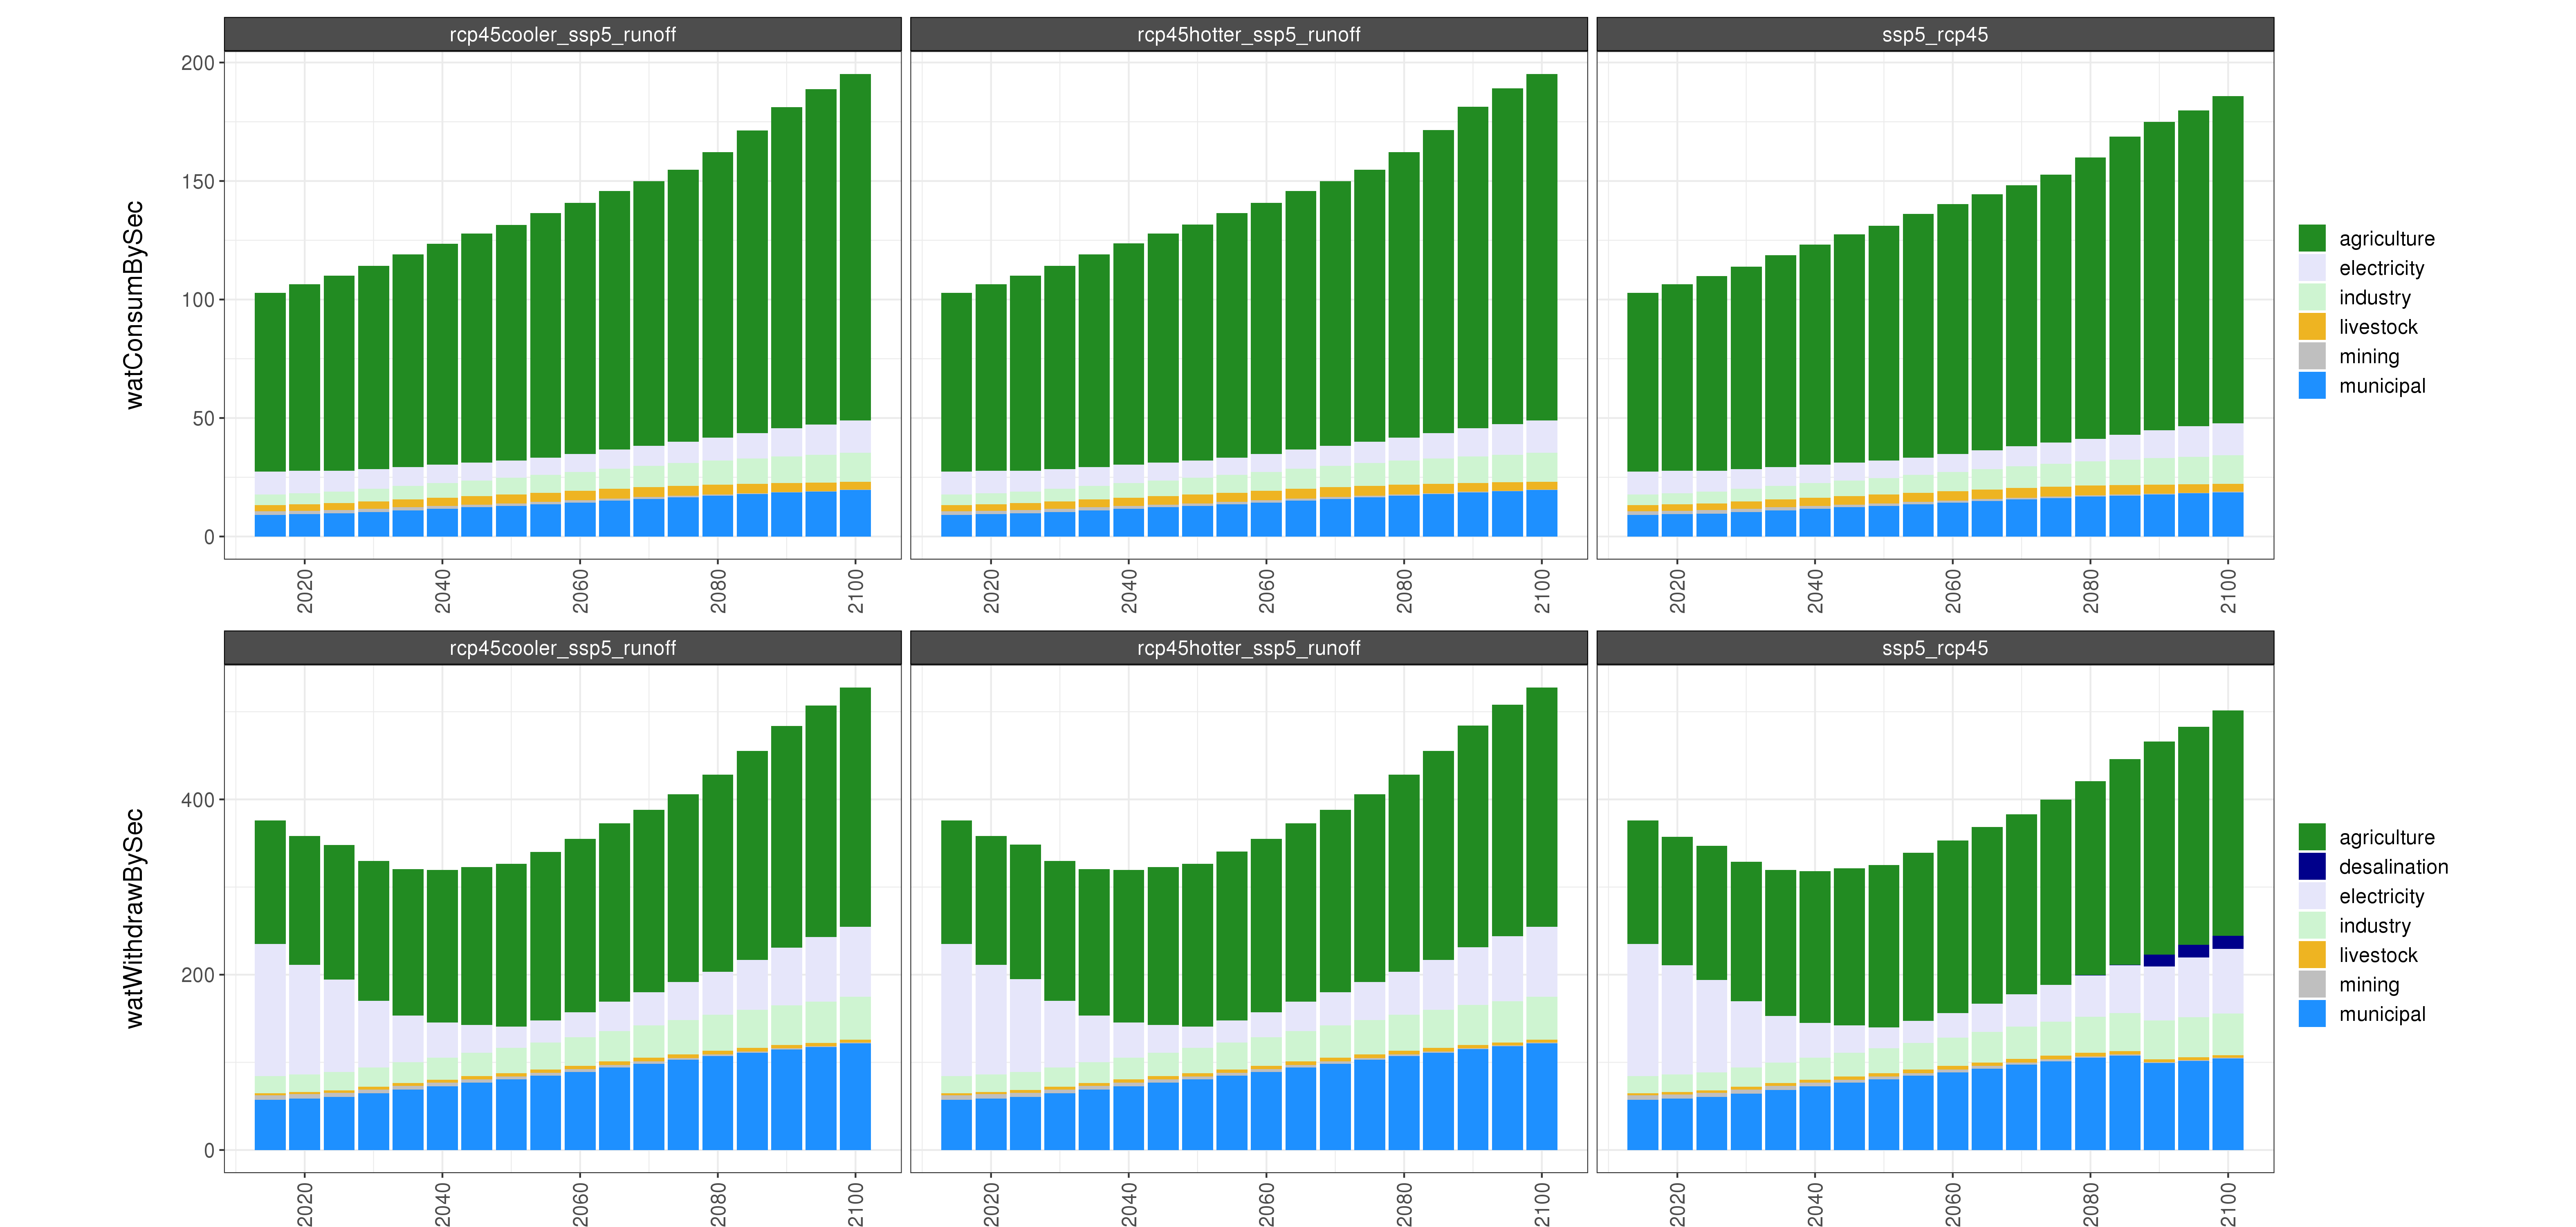 rcp45cooler_ssp5_runoff
rcp45hotter_ssp5_runoff
ssp5_rcp45
watConsumBySec
200
150
100
50
0
2020
2040
2060
2080
2100
2020
2040
2060
2080
2100
2020
2040
2060
2080
2100
agriculture
electricity
industry
livestock
mining
municipal
rcp45cooler_ssp5_runoff
rcp45hotter_ssp5_runoff
ssp5_rcp45
watWithdrawBySec
400
200
0
2020
2040
2060
2080
2100
2020
2040
2060
2080
2100
2020
2040
2060
2080
2100
agriculture
desalination
electricity
industry
livestock
mining
municipal